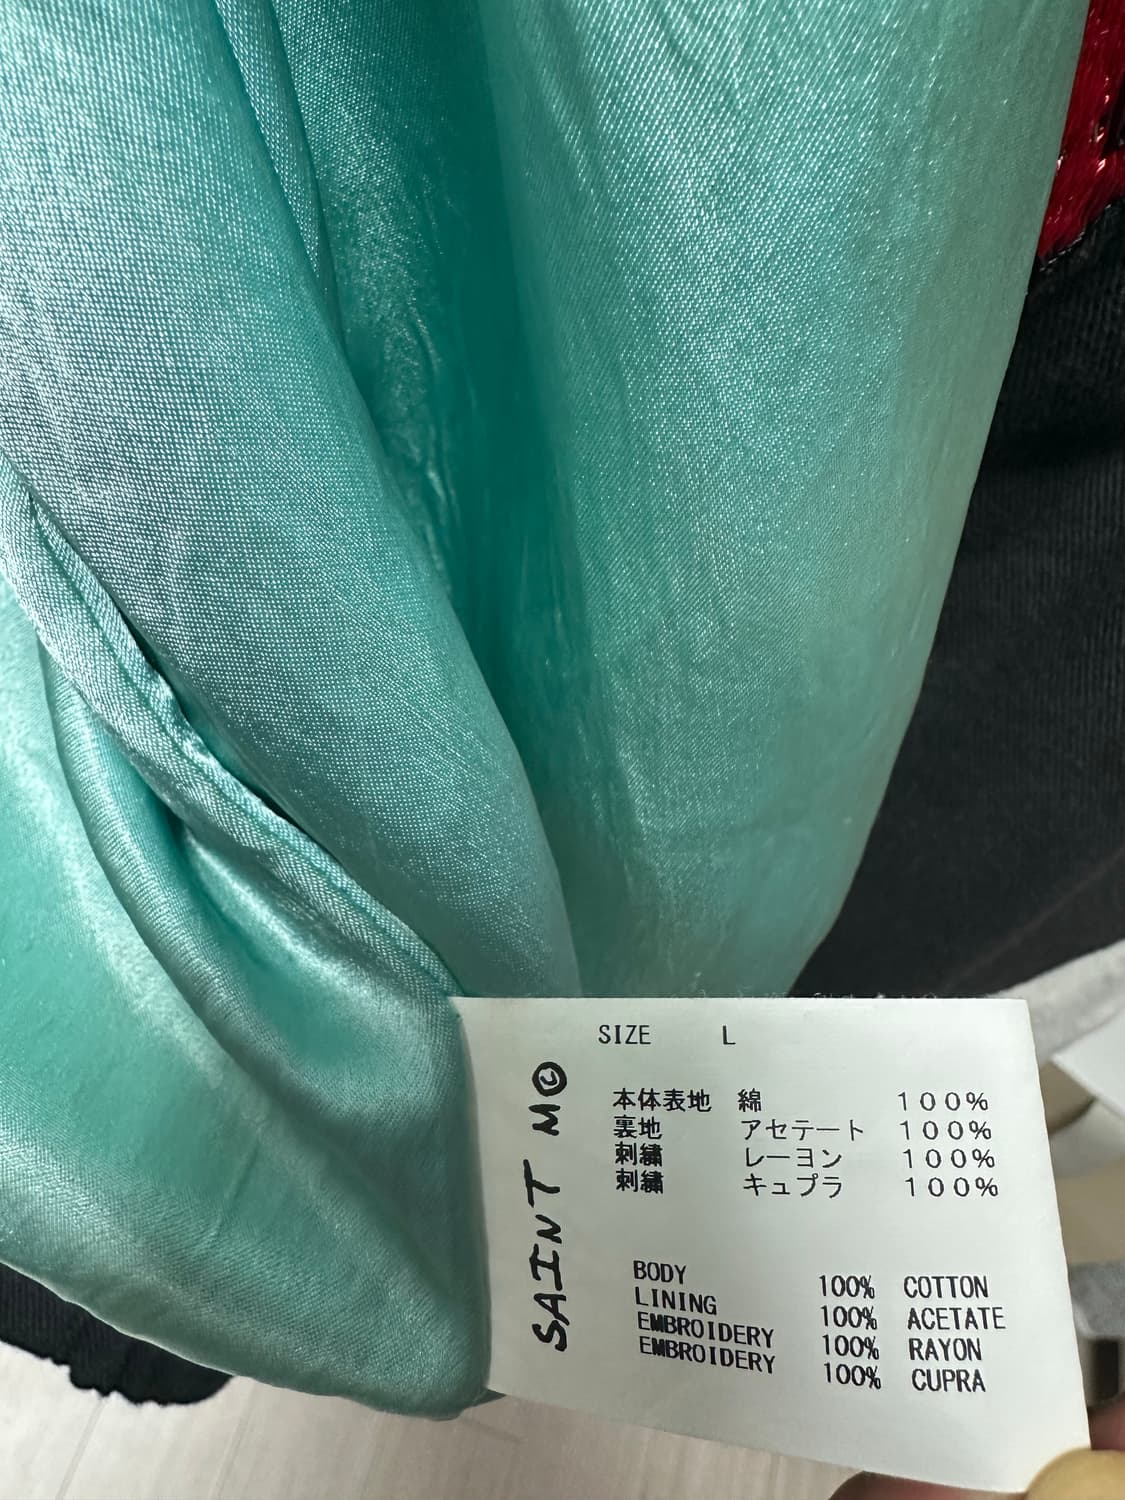 SIZE L
SAINT M©
本体表地 綿 100%
裏地 アセテート 100%
刺繍 レーヨン 100%
刺繍 キュプラ 100%
BODY 100% COTTON
LINING 100% ACETATE
EMBROIDERY 100% RAYON
EMBROIDERY 100% CUPRA